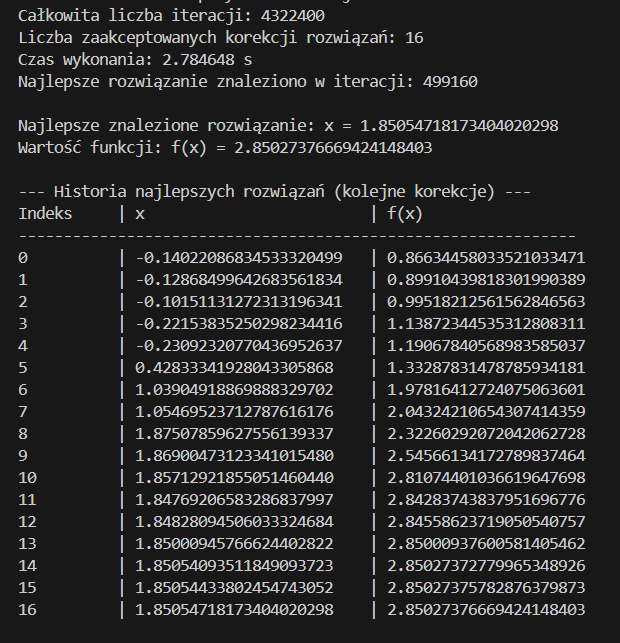 Całkowita liczba iteracji: 4322400
Liczba zaakceptowanych korekcji rozwiązań: 16
Czas wykonania: 2.784648 s
Najlepsze rozwiązanie znaleziono w iteracji: 499160
Najlepsze znalezione rozwiązanie: x = 1.85054718173404020298
Wartość funkcji: f(x) = 2.85027376669424148403
--- Historia najlepszych rozwiązań (kolejne korekcje) ---
Indeks | x | f(x)
---------------------------------------------------------------
0 | -0.14022086834533320499 | 0.86634458033521033471
1 | -0.12868499642683561834 | 0.89910439818301990389
2 | -0.10151131272313196341 | 0.99518212561562846563
3 | -0.22153835250298234416 | 1.13872344535312808311
4 | -0.23092320770436952637 | 1.19067840568983585037
5 | 0.42833341928043305868 | 1.33287831478785934181
6 | 1.03904918869888329702 | 1.97816412724075063601
7 | 1.05469523712787616176 | 2.04324210654307414359
8 | 1.87507859627556139337 | 2.32260292072042062728
9 | 1.86900473123341015480 | 2.54566134172789837464
10 | 1.85712921855051460440 | 2.81074401036619647698
11 | 1.84769206583286837997 | 2.84283743837951696776
12 | 1.84828094506033324684 | 2.84558623719050540757
13 | 1.85000945766624402822 | 2.85000937600581405462
14 | 1.85054093511849093723 | 2.85027372779965348926
15 | 1.85054433802454743052 | 2.85027375782876379873
16 | 1.85054718173404020298 | 2.85027376669424148403